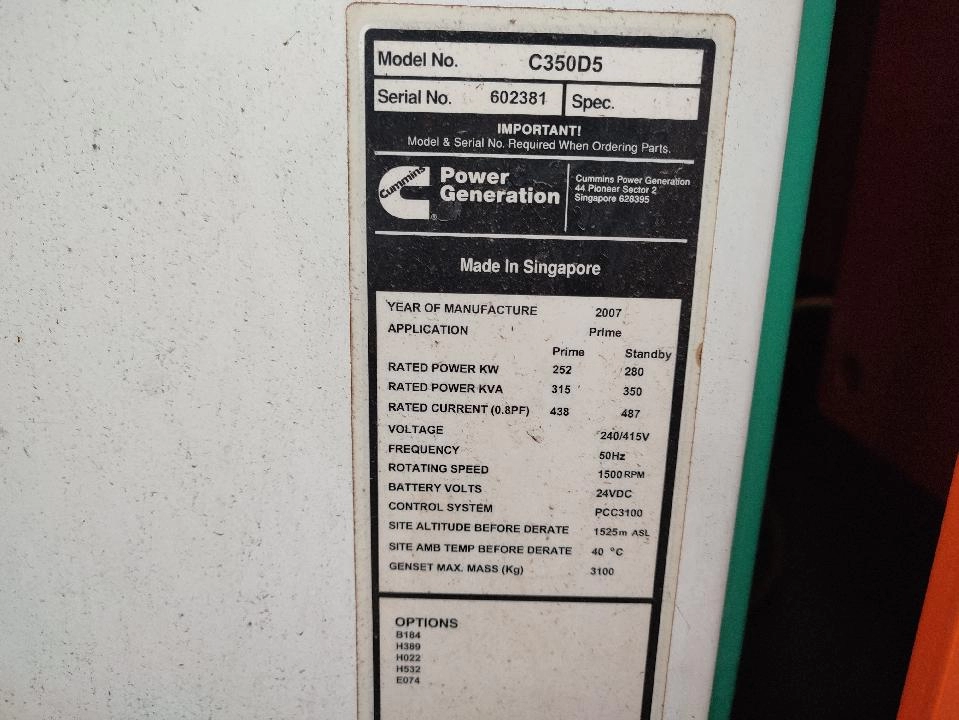 Model No. C350D5
Serial No. 602381 Spec.
IMPORTANT!
Model & Serial No. Required When Ordering Parts.
Cummins
Power
Generation
®
Cummins Power Generation
44 Pioneer Sector 2
Singapore 628395
Made In Singapore
YEAR OF MANUFACTURE 2007
APPLICATION Prime
Prime Standby
RATED POWER KW 252 280
RATED POWER KVA 315 350
RATED CURRENT (0.8PF) 438 487
VOLTAGE 240/415V
FREQUENCY 50Hz
ROTATING SPEED 1500 RPM
BATTERY VOLTS 24VDC
CONTROL SYSTEM PCC3100
SITE ALTITUDE BEFORE DERATE 1525m ASL
SITE AMB TEMP BEFORE DERATE 40 °C
GENSET MAX. MASS (Kg) 3100
OPTIONS
B184
H389
H022
H532
E074